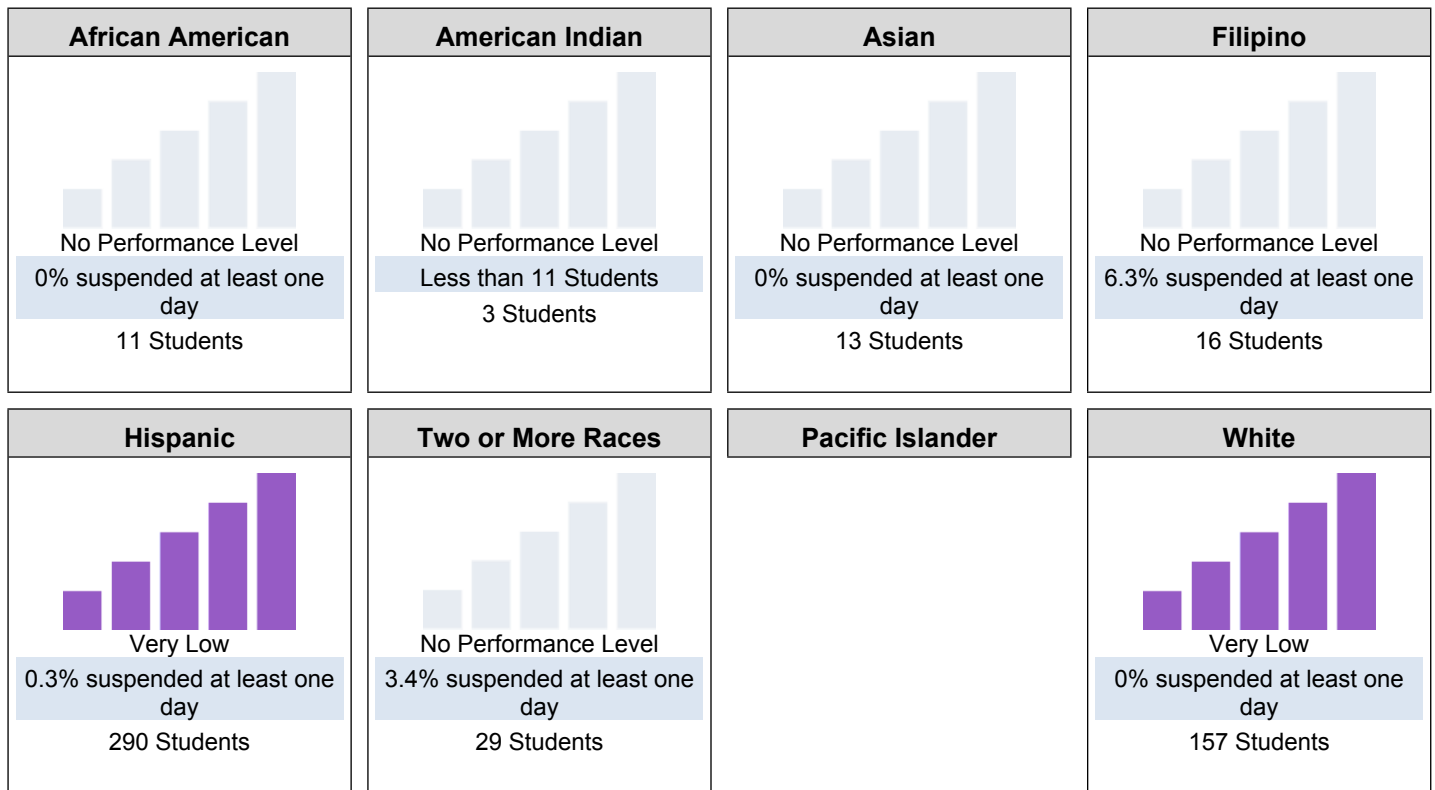 African American
No Performance Level
0% suspended at least one
day
11 Students
American Indian
No Performance Level
Less than 11 Students
3 Students
Asian
No Performance Level
0% suspended at least one
day
13 Students
Filipino
No Performance Level
6.3% suspended at least one
day
16 Students
Hispanic
Very Low
0.3% suspended at least one
day
290 Students
Two or More Races
No Performance Level
3.4% suspended at least one
day
29 Students
Pacific Islander
White
Very Low
0% suspended at least one
day
157 Students